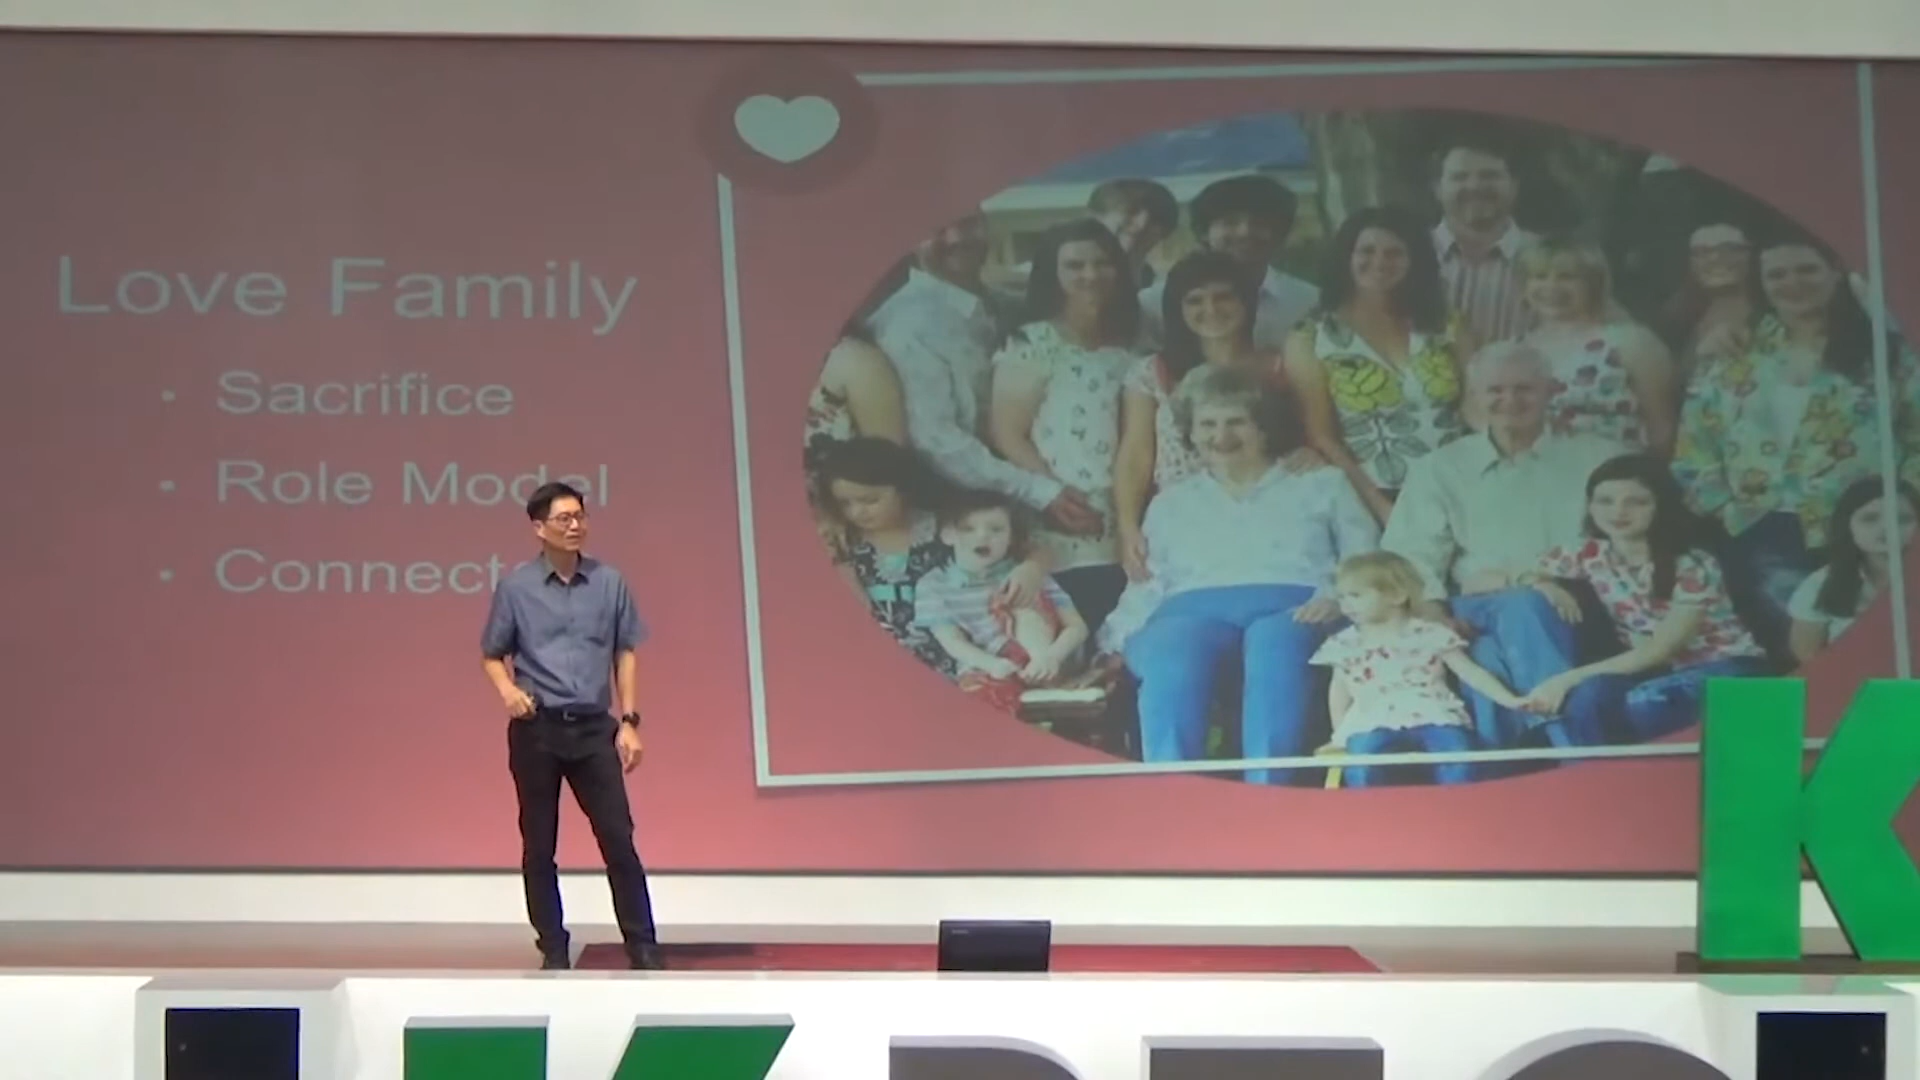 Love Family
• Sacrifice
• Role Model
• Connect
K